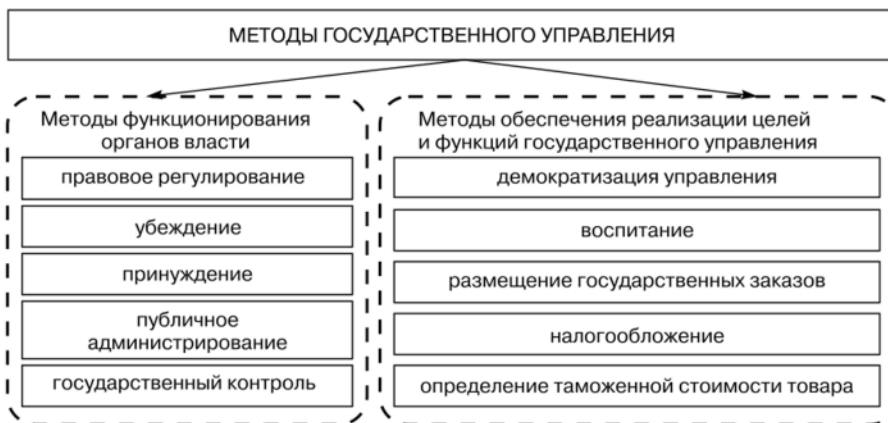 МЕТОДЫ ГОСУДАРСТВЕННОГО УПРАВЛЕНИЯ
Методы функционирования
органов власти
правовое регулирование
убеждение
принуждение
публичное
администрирование
государственный контроль
Методы обеспечения реализации целей
и функций государственного управления
демократизация управления
воспитание
размещение государственных заказов
налогообложение
определение таможенной стоимости товара